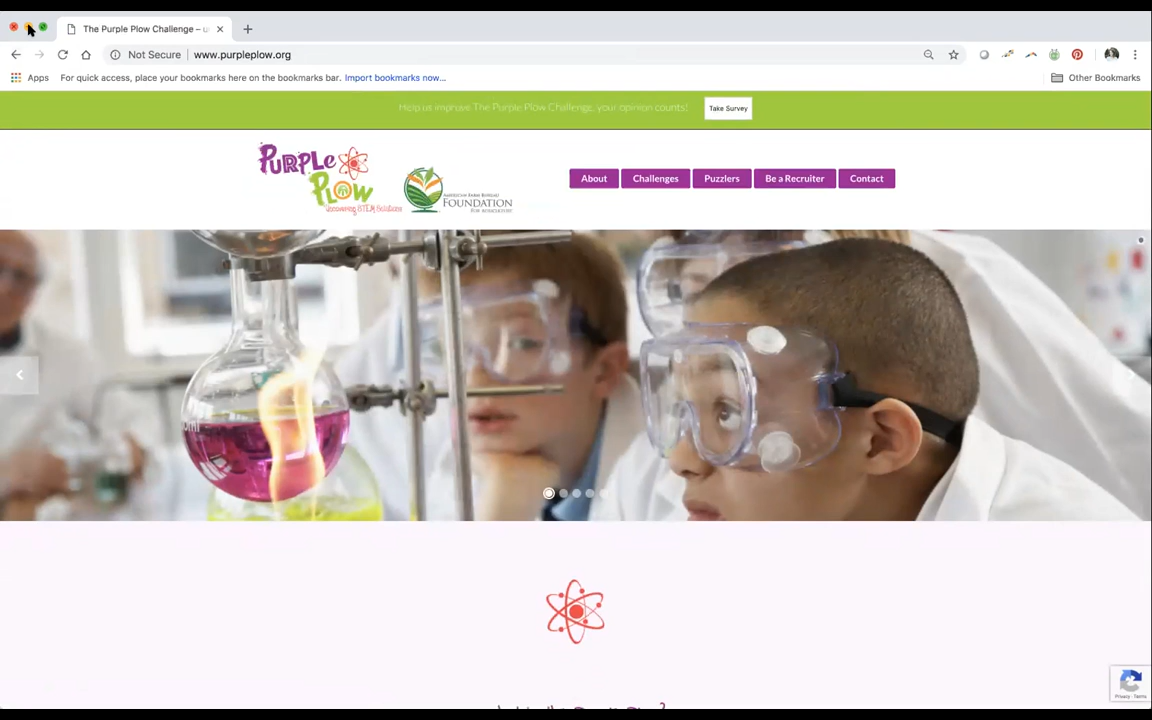 The Purple Plow Challenge – u
Not Secure | www.purpleplow.org
Apps For quick access, place your bookmarks here on the bookmarks bar. Import bookmarks now... Other Bookmarks
Help us improve The Purple Plow Challenge, your opinion counts! Take Survey
PURPLE
PLOW
Uncovering STEM Solutions
AMERICAN FARM BUREAU
FOUNDATION
FOR AGRICULTURE
About Challenges Puzzlers Be a Recruiter Contact
Privacy - Terms